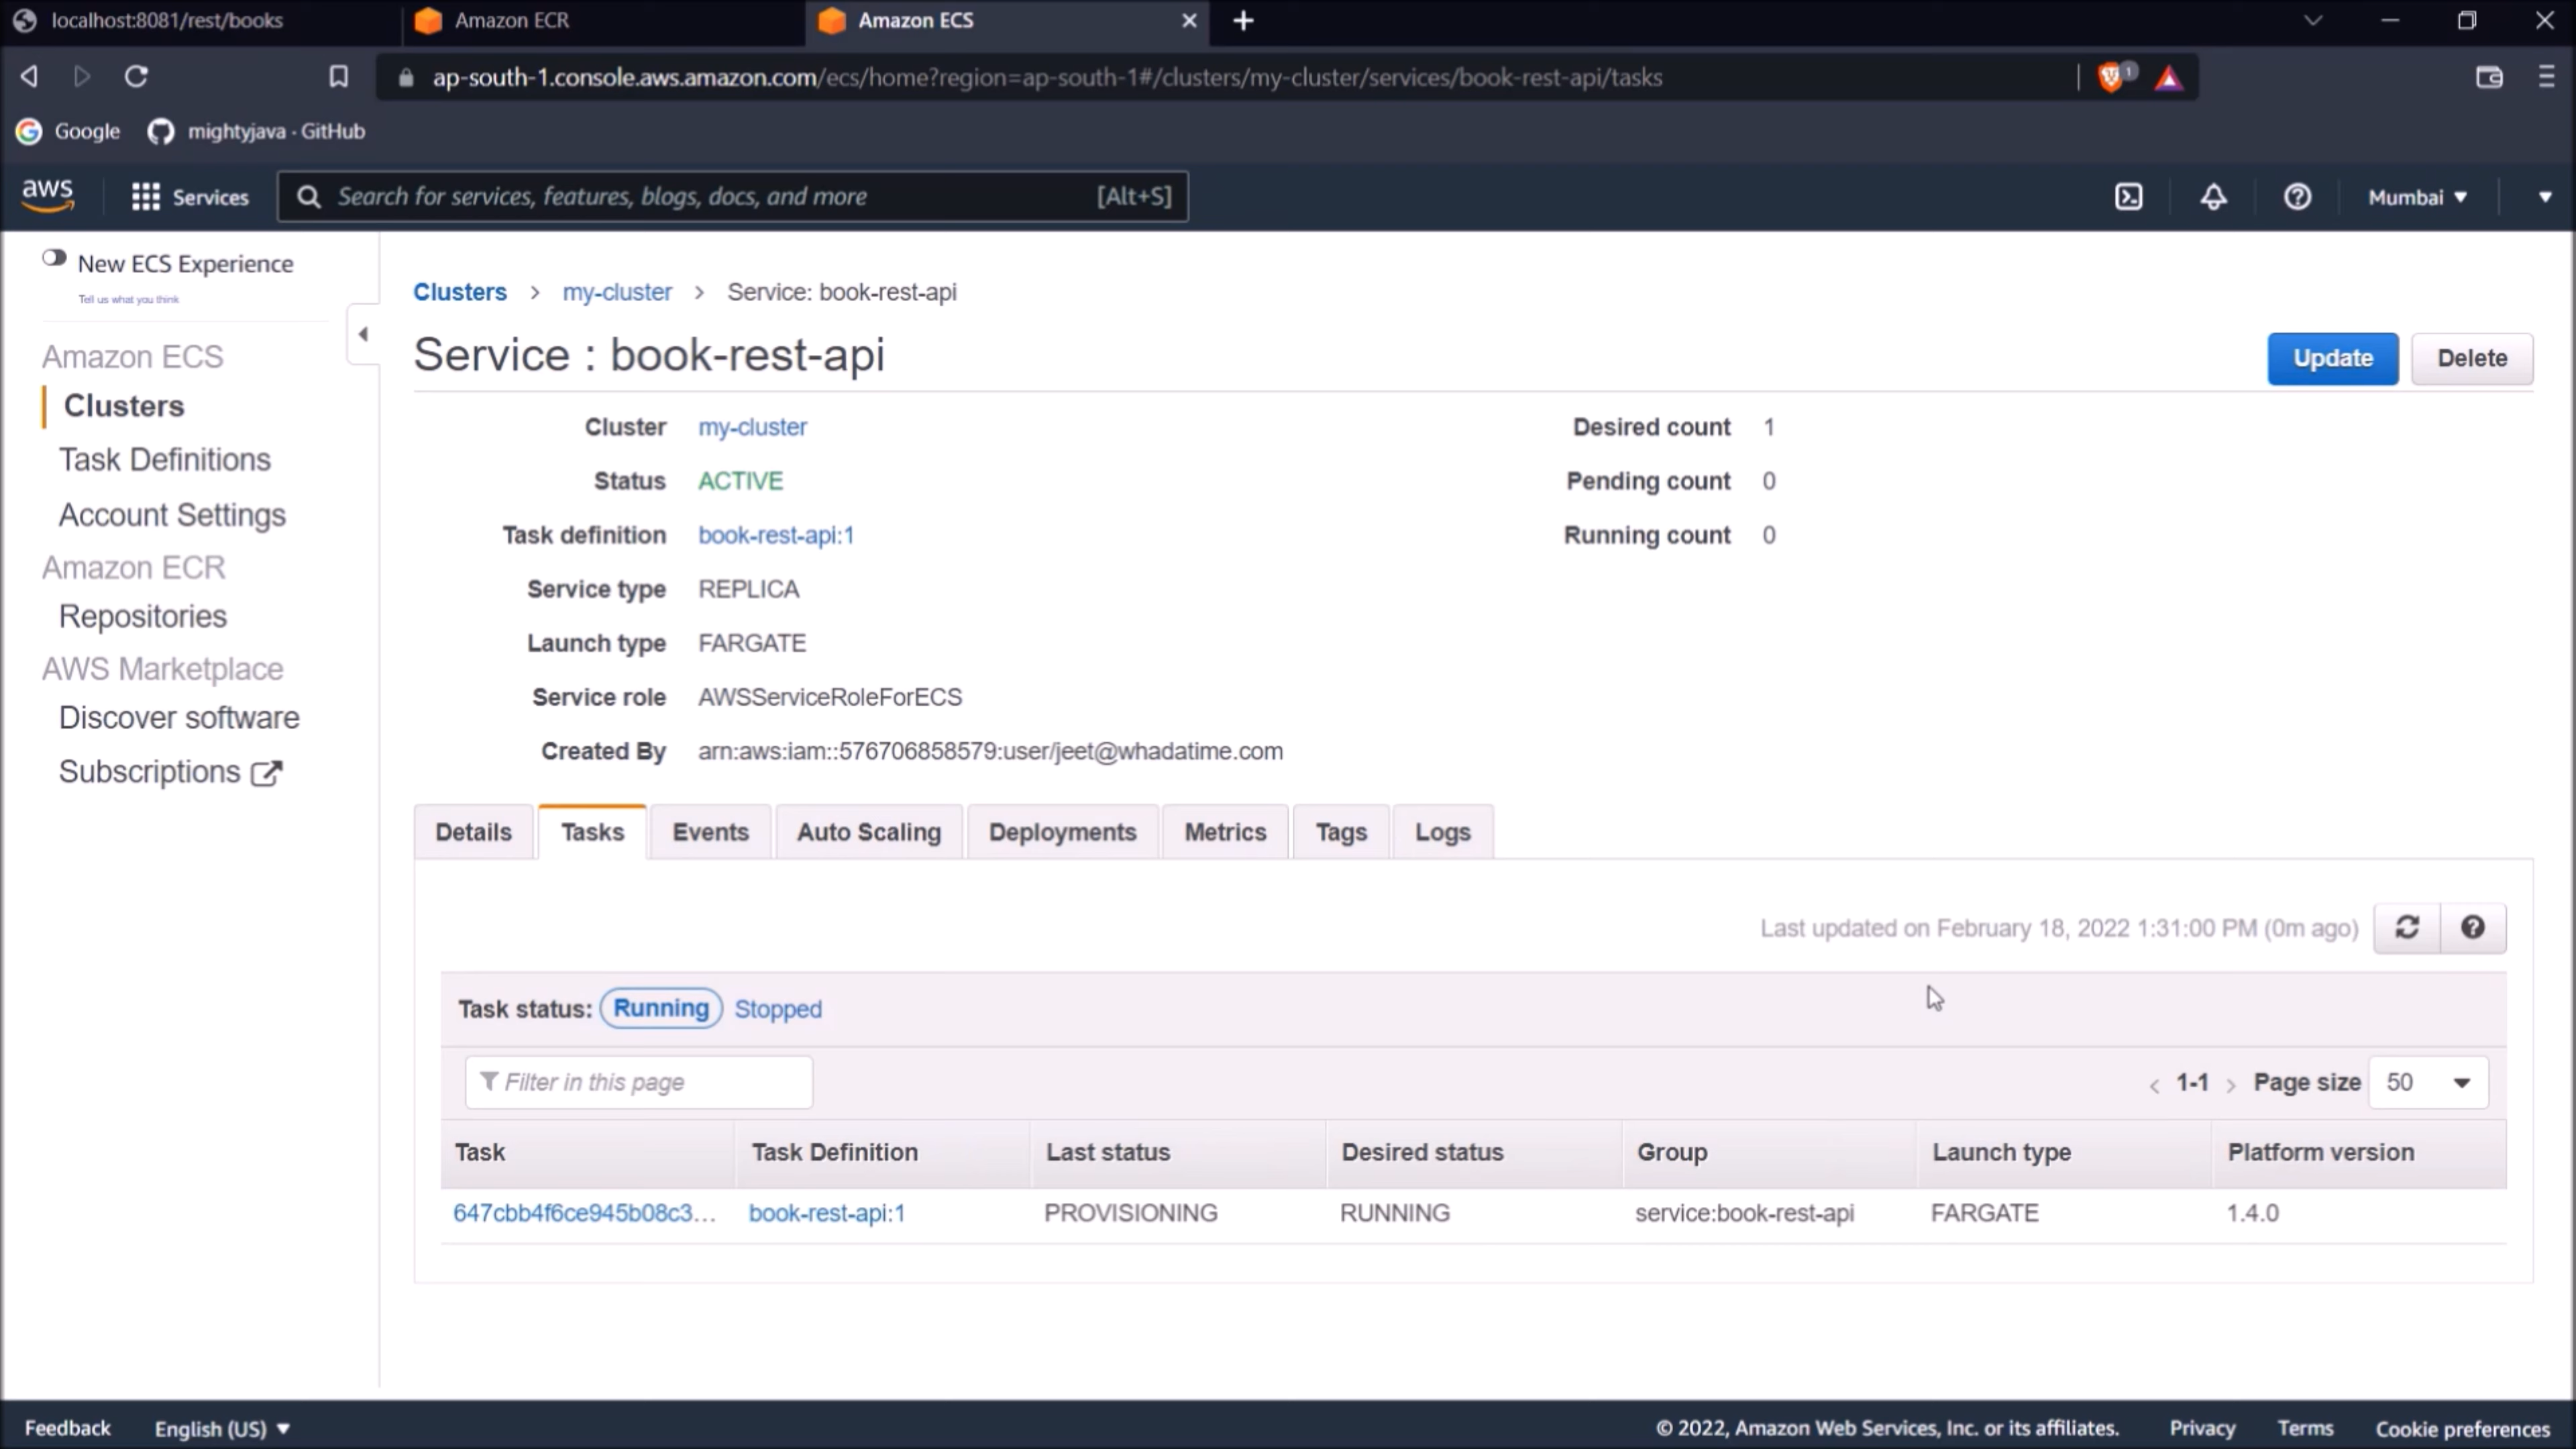 localhost:8081/rest/books
Amazon ECR
Amazon ECS
ap-south-1.console.aws.amazon.com/ecs/home?region=ap-south-1#/clusters/my-cluster/services/book-rest-api/tasks
1
Google
mightyjava · GitHub
aws
Services
Search for services, features, blogs, docs, and more
[Alt+S]
Mumbai
New ECS Experience
Tell us what you think
Amazon ECS
Clusters
Task Definitions
Account Settings
Amazon ECR
Repositories
AWS Marketplace
Discover software
Subscriptions
Clusters > my-cluster > Service: book-rest-api
Service : book-rest-api
Update
Delete
Cluster my-cluster
Status ACTIVE
Task definition book-rest-api:1
Service type REPLICA
Launch type FARGATE
Service role AWSServiceRoleForECS
Created By arn:aws:iam::576706858579:user/jeet@whadatime.com
Desired count 1
Pending count 0
Running count 0
Details Tasks Events Auto Scaling Deployments Metrics Tags Logs
Last updated on February 18, 2022 1:31:00 PM (0m ago)
Task status: Running Stopped
Filter in this page
< 1-1 > Page size 50
Task Task Definition Last status Desired status Group Launch type Platform version
647cbb4f6ce945b08c3... book-rest-api:1 PROVISIONING RUNNING service:book-rest-api FARGATE 1.4.0
Feedback English (US) © 2022, Amazon Web Services, Inc. or its affiliates. Privacy Terms Cookie preferences